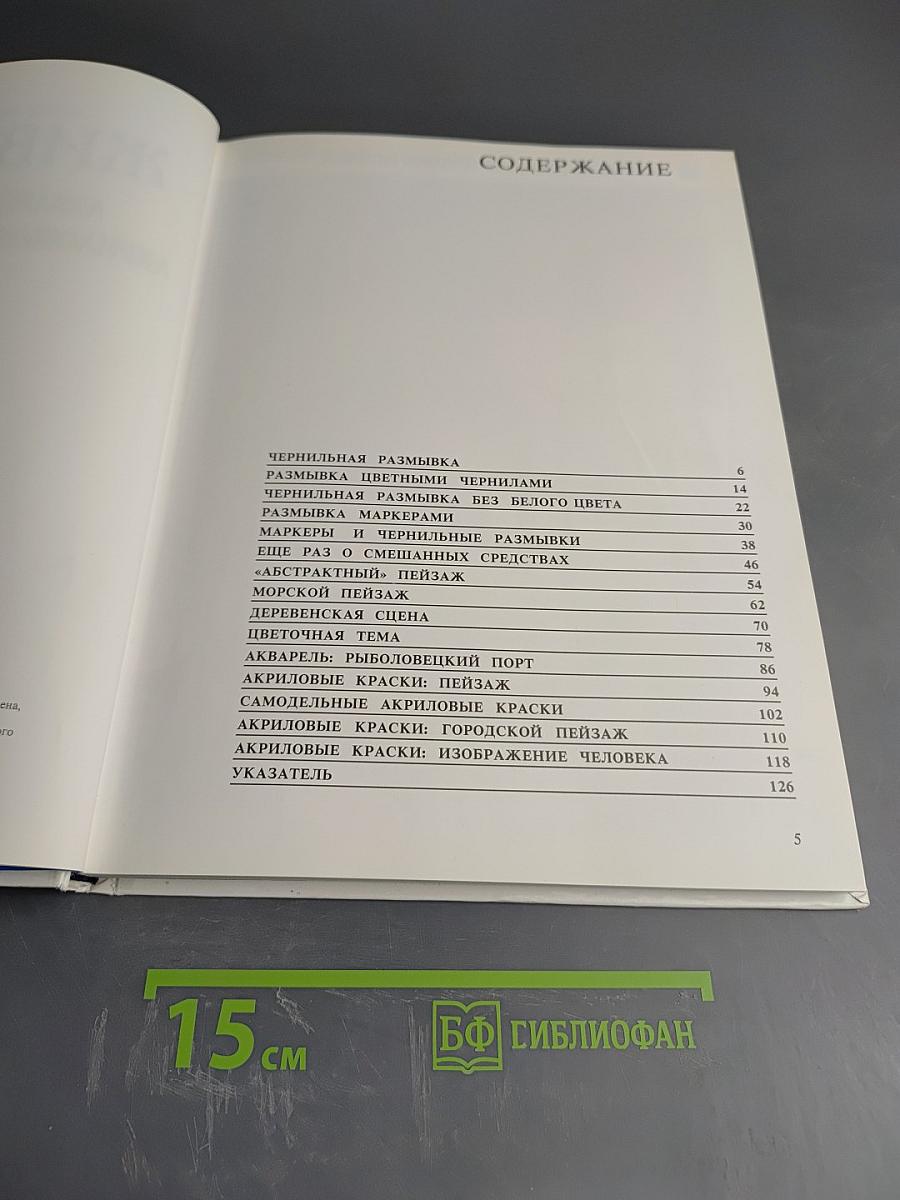 СОДЕРЖАНИЕ
ЧЕРНИЛЬНАЯ РАЗМЫВКА 6
РАЗМЫВКА ЦВЕТНЫМИ ЧЕРНИЛАМИ 14
ЧЕРНИЛЬНАЯ РАЗМЫВКА БЕЗ БЕЛОГО ЦВЕТА 22
РАЗМЫВКА МАРКЕРАМИ 30
МАРКЕРЫ И ЧЕРНИЛЬНЫЕ РАЗМЫВКИ 38
ЕЩЕ РАЗ О СМЕШАННЫХ СРЕДСТВАХ 46
«АБСТРАКТНЫЙ» ПЕЙЗАЖ 54
МОРСКОЙ ПЕЙЗАЖ 62
ДЕРЕВЕНСКАЯ СЦЕНА 70
ЦВЕТОЧНАЯ ТЕМА 78
АКВАРЕЛЬ: РЫБОЛОВЕЦКИЙ ПОРТ 86
АКРИЛОВЫЕ КРАСКИ: ПЕЙЗАЖ 94
САМОДЕЛЬНЫЕ АКРИЛОВЫЕ КРАСКИ 102
АКРИЛОВЫЕ КРАСКИ: ГОРОДСКОЙ ПЕЙЗАЖ 110
АКРИЛОВЫЕ КРАСКИ: ИЗОБРАЖЕНИЕ ЧЕЛОВЕКА 118
УКАЗАТЕЛЬ 126
5
15 СМ
БФ БИБЛИОФАН